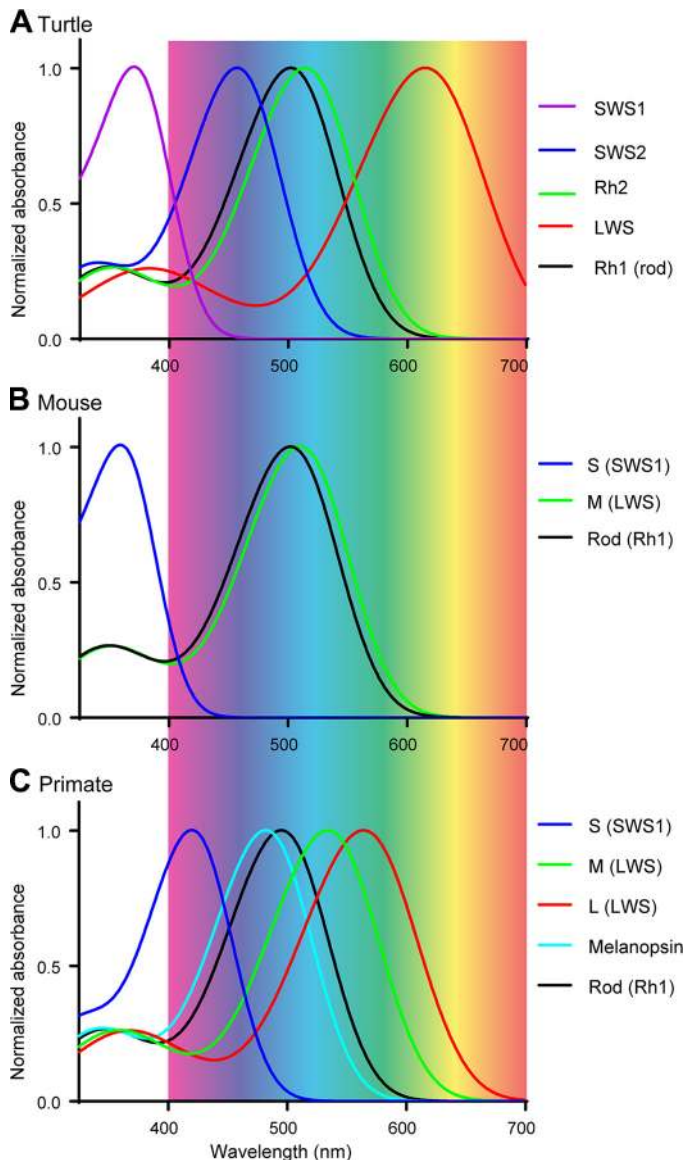 A Turtle
Normalized absorbance
1.0
0.5
0.0
400 500 600 700
SWS1
SWS2
Rh2
LWS
Rh1 (rod)
B Mouse
Normalized absorbance
1.0
0.5
0.0
400 500 600 700
S (SWS1)
M (LWS)
Rod (Rh1)
C Primate
Normalized absorbance
1.0
0.5
0.0
400 500 600 700
Wavelength (nm)
S (SWS1)
M (LWS)
L (LWS)
Melanopsin
Rod (Rh1)